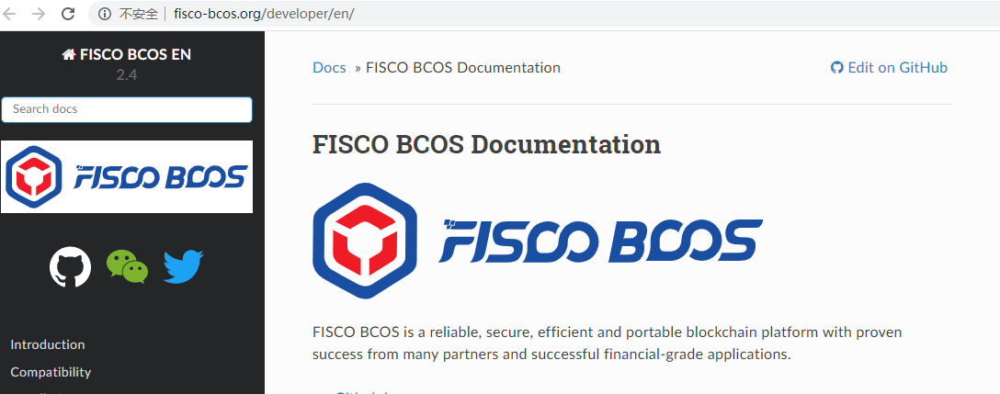 不安全 | fisco-bcos.org/developer/en/
FISCO BCOS EN
2.4
Search docs
FISCO BCOS
Introduction
Compatibility
Docs » FISCO BCOS Documentation
Edit on GitHub
FISCO BCOS Documentation
FISCO BCOS
FISCO BCOS is a reliable, secure, efficient and portable blockchain platform with proven
success from many partners and successful financial-grade applications.